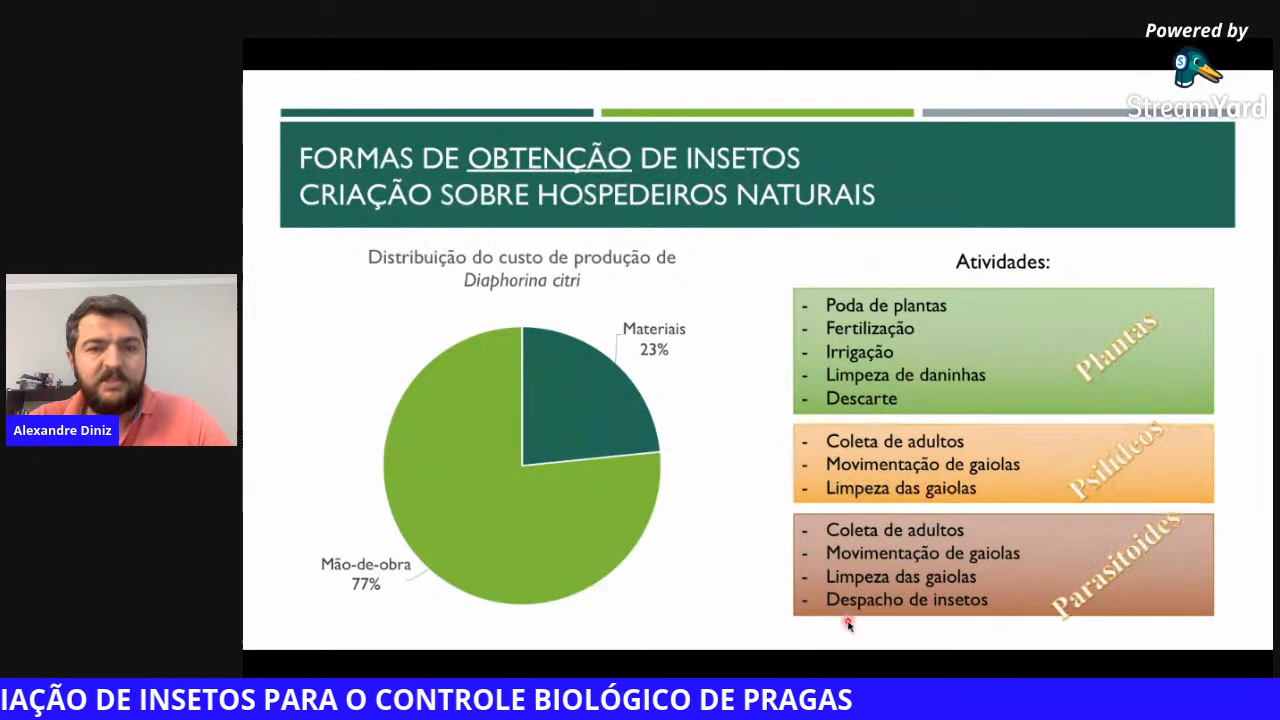 Powered by
StreamYard
FORMAS DE OBTENÇÃO DE INSETOS
CRIAÇÃO SOBRE HOSPEDEIROS NATURAIS
Distribuição do custo de produção de
Diaphorina citri
Materiais
23%
Mão-de-obra
77%
Atividades:
- Poda de plantas
- Fertilização
- Irrigação
- Limpeza de daninhas
- Descarte
Plantas
- Coleta de adultos
- Movimentação de gaiolas
- Limpeza das gaiolas
Psilídeos
- Coleta de adultos
- Movimentação de gaiolas
- Limpeza das gaiolas
- Despacho de insetos
Parasitoides
Alexandre Diniz
IAÇÃO DE INSETOS PARA O CONTROLE BIOLÓGICO DE PRAGAS